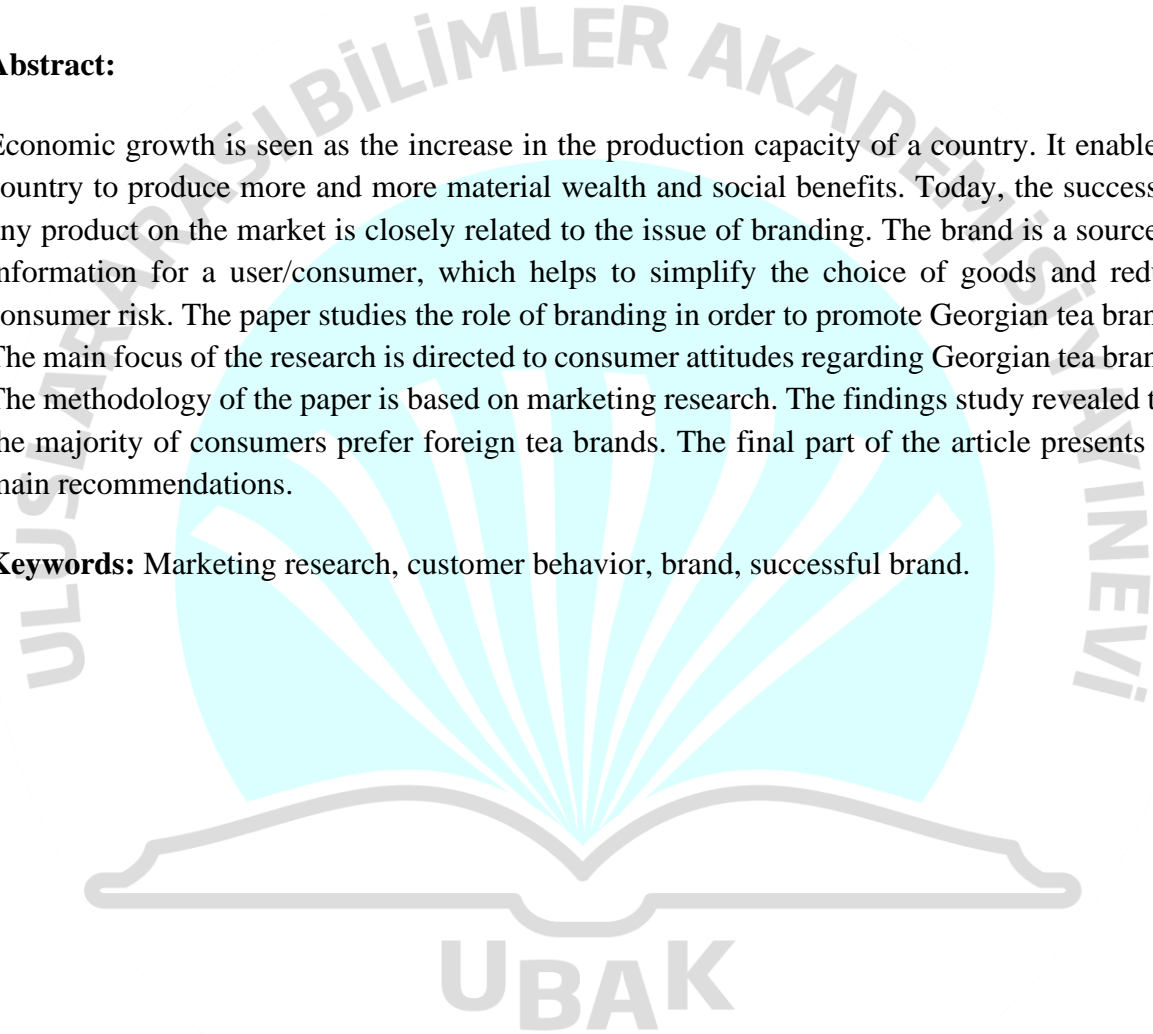 Abstract:
Economic growth is seen as the increase in the production capacity of a country. It enable
country to produce more and more material wealth and social benefits. Today, the success
any product on the market is closely related to the issue of branding. The brand is a source
information for a user/consumer, which helps to simplify the choice of goods and redu
consumer risk. The paper studies the role of branding in order to promote Georgian tea bran
The main focus of the research is directed to consumer attitudes regarding Georgian tea bran
The methodology of the paper is based on marketing research. The findings study revealed t
the majority of consumers prefer foreign tea brands. The final part of the article presents
main recommendations.
Keywords: Marketing research, customer behavior, brand, successful brand.
ULUSLARARASI BİLİMLER AKADEMİSİ YAYINEVİ
UBAK